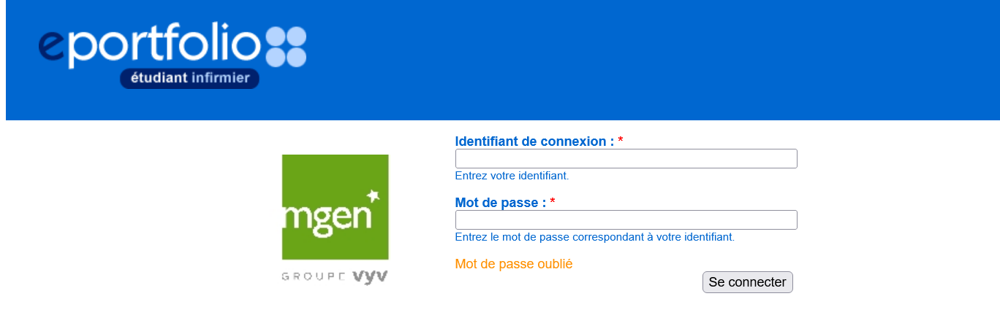 eportfolio
étudiant infirmier
Identifiant de connexion : *
Entrez votre identifiant.
mgen*
GROUPE vyv
Mot de passe : *
Entrez le mot de passe correspondant à votre identifiant.
Mot de passe oublié
Se connecter